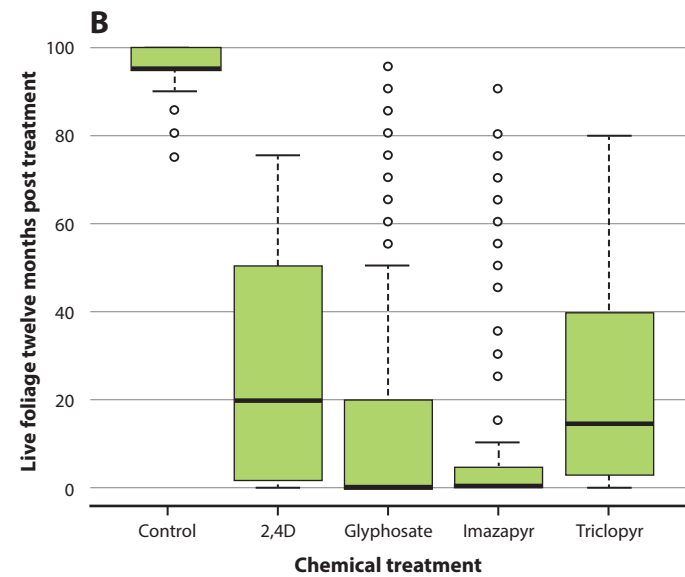 B
Live foliage twelve months post treatment
100
80
60
40
20
0
Control 2,4D Glyphosate Imazapyr Triclopyr
Chemical treatment